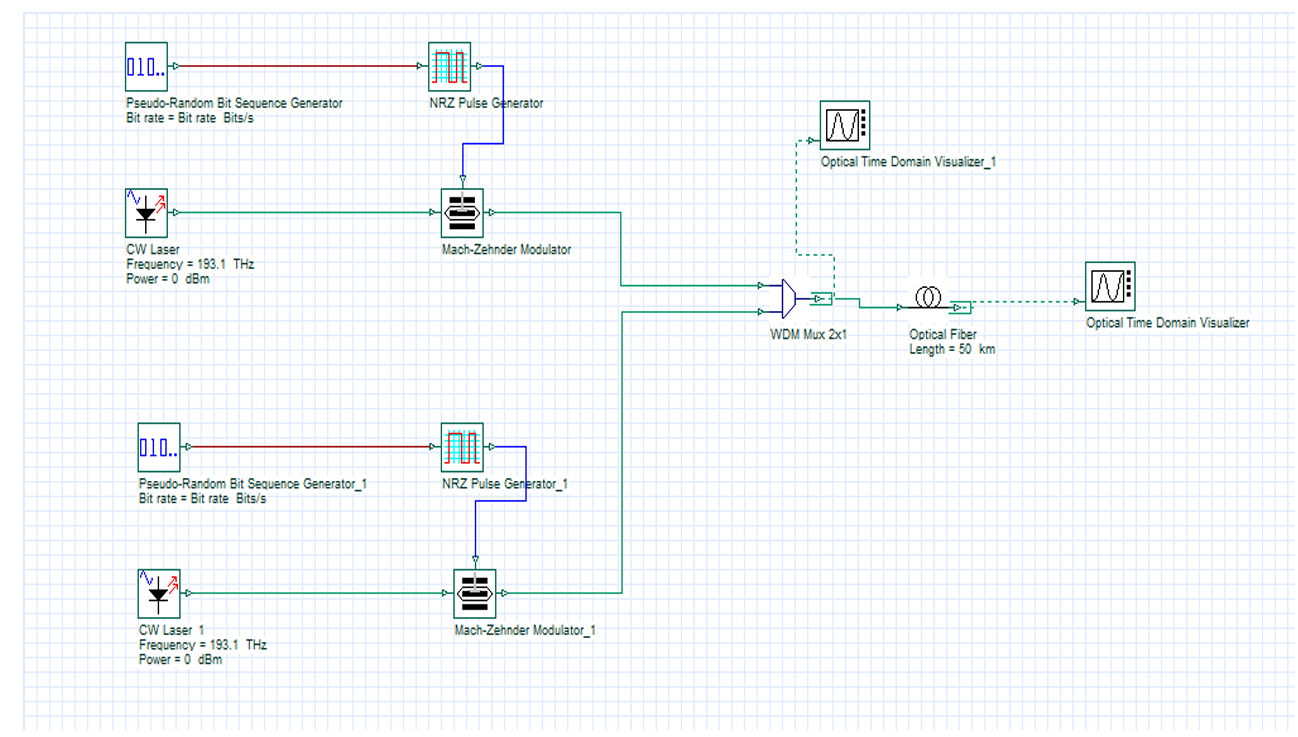 010..
Pseudo-Random Bit Sequence Generator
Bit rate = Bit rate Bits/s
NRZ Pulse Generator
CW Laser
Frequency = 193.1 THz
Power = 0 dBm
Mach-Zehnder Modulator
Optical Time Domain Visualizer_1
WDM Mux 2x1
Optical Fiber
Length = 50 km
Optical Time Domain Visualizer
010..
Pseudo-Random Bit Sequence Generator_1
Bit rate = Bit rate Bits/s
NRZ Pulse Generator_1
CW Laser 1
Frequency = 193.1 THz
Power = 0 dBm
Mach-Zehnder Modulator_1